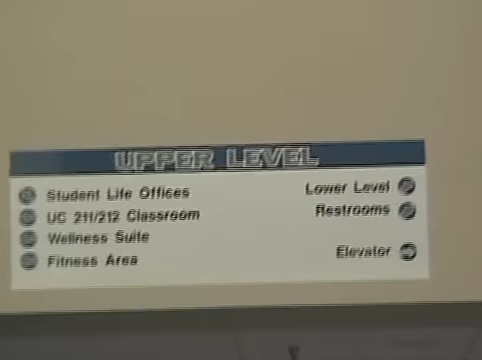 UPPER LEVEL
Student Life Offices
UC 211/212 Classroom
Wellness Suite
Fitness Area
Lower Level
Restrooms
Elevator